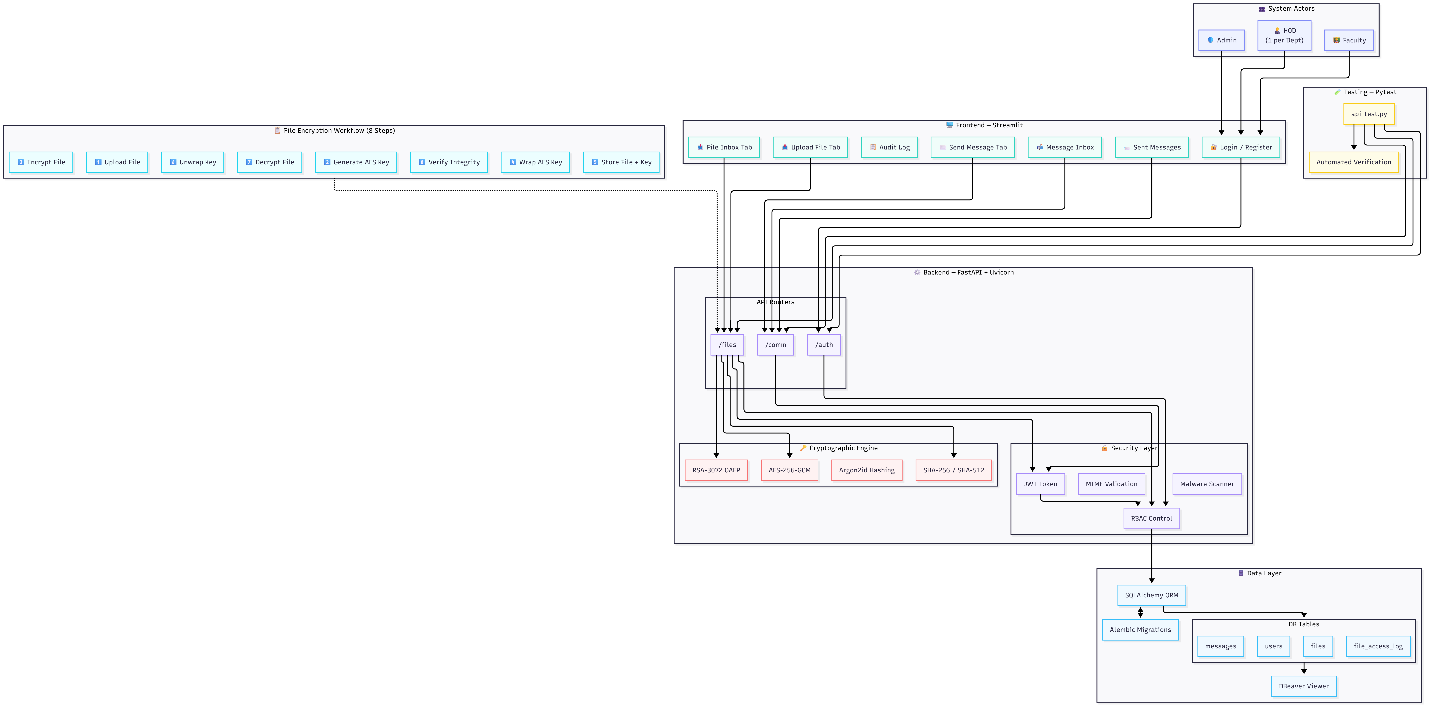 System Actors
Admin
HOD
(1 per Dept)
Faculty
Testing – PyTest
api_test.py
Automated Verification
File Encryption Workflow (8 Steps)
Encrypt File
Upload File
Unwrap Key
Decrypt File
Generate AES Key
Verify Integrity
Wrap AES Key
Store File + Key
Frontend – Streamlit
File Inbox Tab
Upload File Tab
Audit Log
Send Message Tab
Message Inbox
Sent Messages
Login / Register
Backend – FastAPI + Uvicorn
API Routers
/files
/comm
/auth
Cryptographic Engine
RSA-3072 OAEP
AES-256-GCM
Argon2id Hashing
SHA-256 / SHA-512
Security Layer
JWT Token
MIME Validation
Malware Scanner
RBAC Control
Data Layer
SQLAlchemy ORM
Alembic Migrations
DB Tables
messages
users
files
file_access_log
DBeaver Viewer